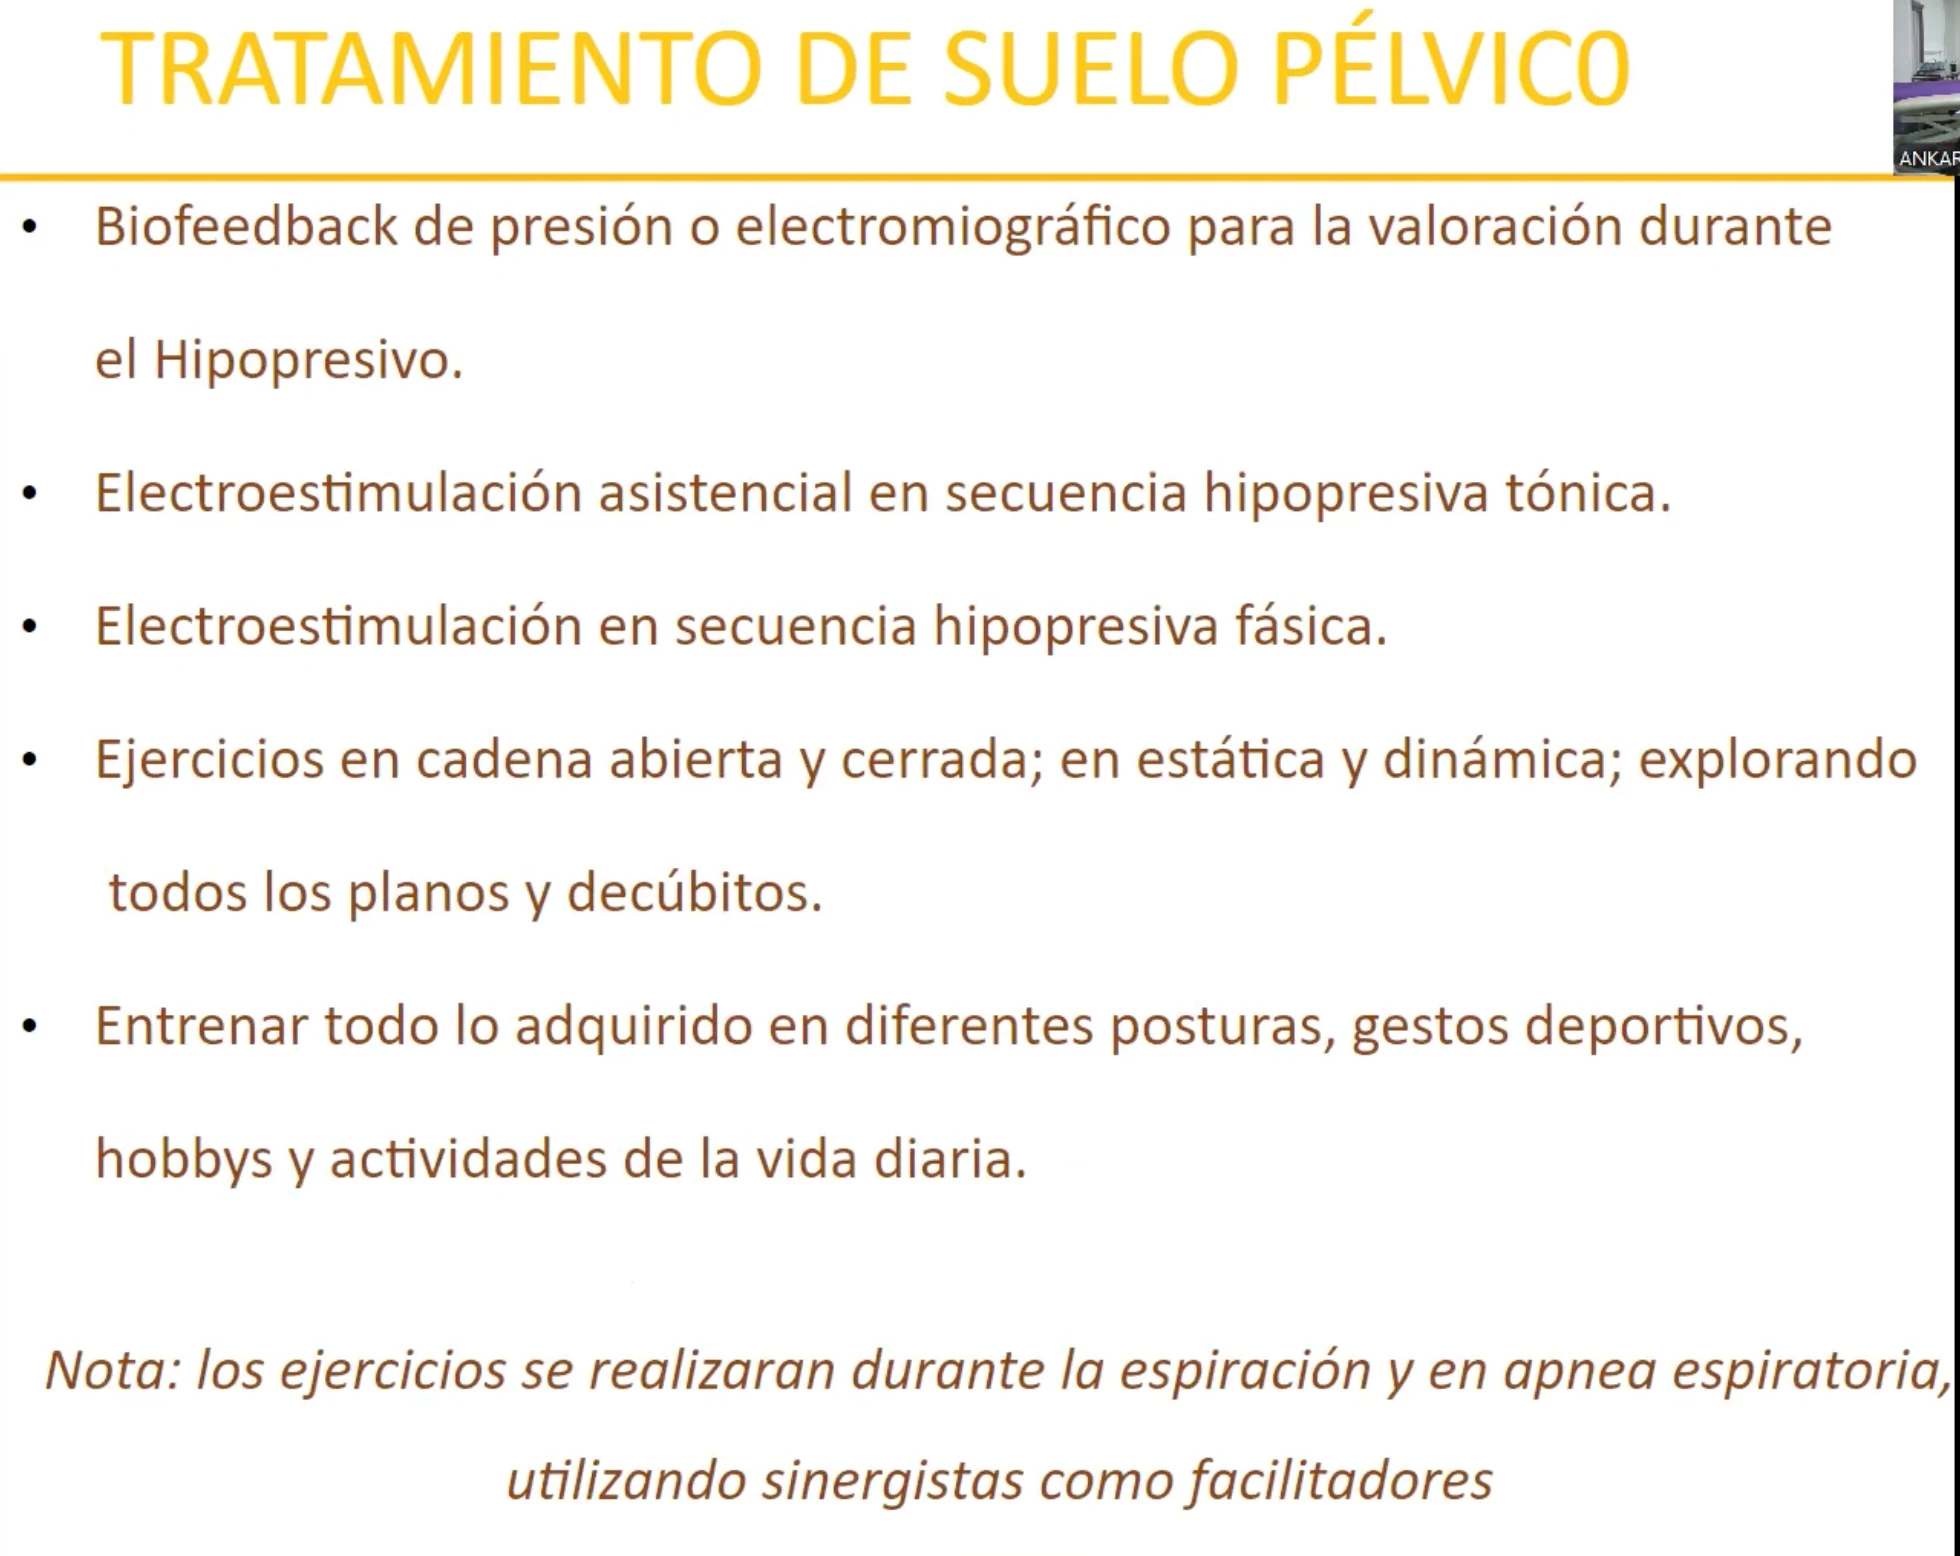 TRATAMIENTO DE SUELO PÉLVIC0
ANKAR
• Biofeedback de presión o electromiográfico para la valoración durante
el Hipopresivo.
• Electroestimulación asistencial en secuencia hipopresiva tónica.
• Electroestimulación en secuencia hipopresiva fásica.
• Ejercicios en cadena abierta y cerrada; en estática y dinámica; explorando
todos los planos y decúbitos.
• Entrenar todo lo adquirido en diferentes posturas, gestos deportivos,
hobbys y actividades de la vida diaria.
Nota: los ejercicios se realizaran durante la espiración y en apnea espiratoria,
utilizando sinergistas como facilitadores